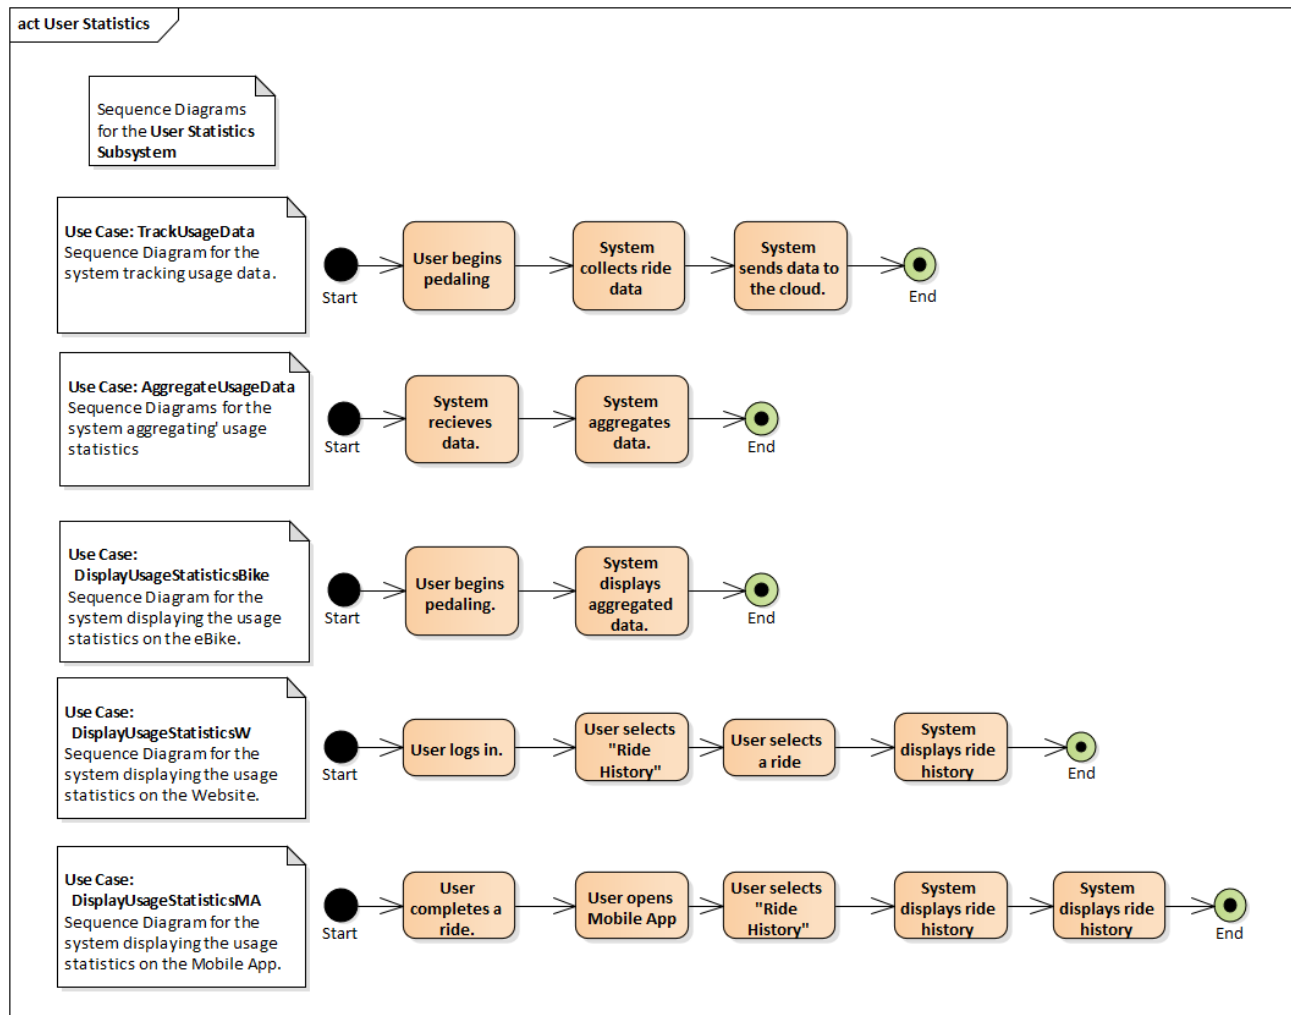 act User Statistics
Sequence Diagrams
for the User Statistics
Subsystem
Use Case: TrackUsageData
Sequence Diagram for the
system tracking usage data.
Start
User begins
pedaling
System
collects ride
data
System
sends data to
the cloud.
End
Use Case: AggregateUsageData
Sequence Diagrams for the
system aggregating' usage
statistics
Start
System
recieves
data.
System
aggregates
data.
End
Use Case:
DisplayUsageStatisticsBike
Sequence Diagram for the
system displaying the usage
statistics on the eBike.
Start
User begins
pedaling.
System
displays
aggregated
data.
End
Use Case:
DisplayUsageStatisticsW
Sequence Diagram for the
system displaying the usage
statistics on the Website.
Start
User logs in.
User selects
"Ride
History"
User selects
a ride
System
displays ride
history
End
Use Case:
DisplayUsageStatisticsMA
Sequence Diagram for the
system displaying the usage
statistics on the Mobile App.
Start
User
completes a
ride.
User opens
Mobile App
User selects
"Ride
History"
System
displays ride
history
System
displays ride
history
End